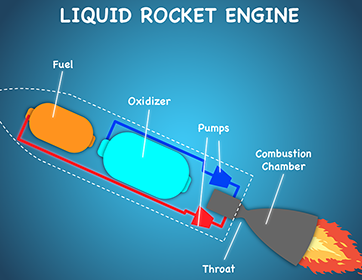 LIQUID ROCKET ENGINE
Fuel
Oxidizer
Pumps
Combustion
Chamber
Throat